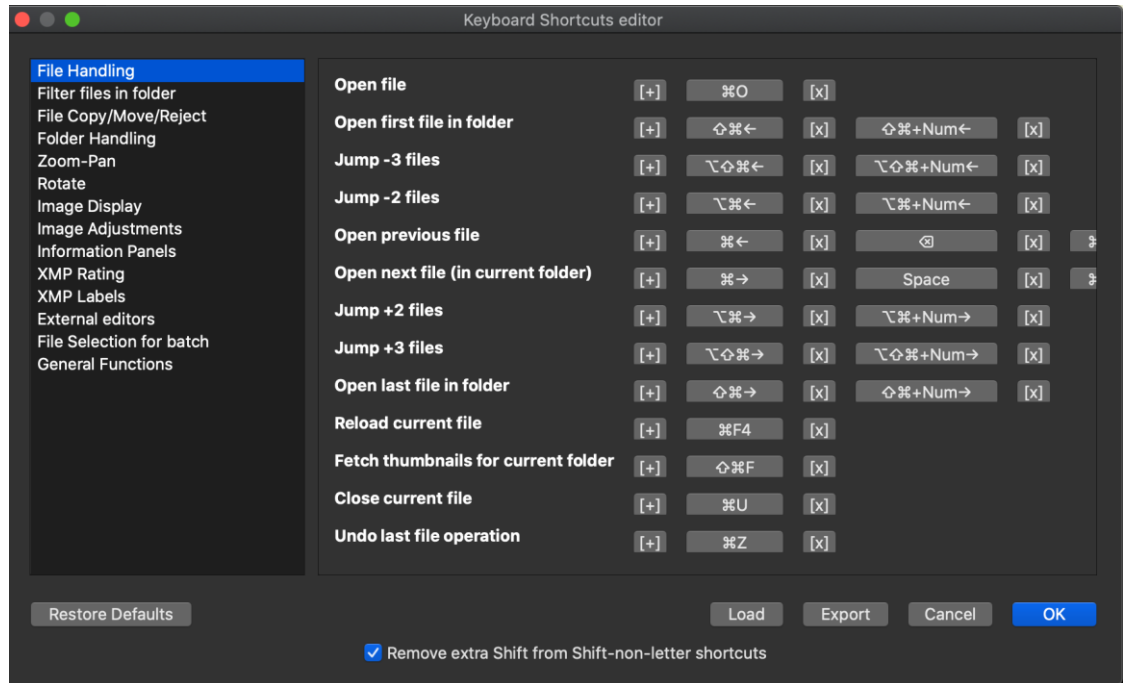 Keyboard Shortcuts editor
File Handling
Filter files in folder
File Copy/Move/Reject
Folder Handling
Zoom-Pan
Rotate
Image Display
Image Adjustments
Information Panels
XMP Rating
XMP Labels
External editors
File Selection for batch
General Functions
Open file [+] ⌘O [x]
Open first file in folder [+] ⇧⌘← [x] ⇧⌘+Num← [x]
Jump -3 files [+] ⌥⇧⌘← [x] ⌥⇧⌘+Num← [x]
Jump -2 files [+] ⌥⌘← [x] ⌥⌘+Num← [x]
Open previous file [+] ⌘← [x] ⌫ [x] ⌘
Open next file (in current folder) [+] ⌘→ [x] Space [x] ⌘
Jump +2 files [+] ⌥⌘→ [x] ⌥⌘+Num→ [x]
Jump +3 files [+] ⌥⇧⌘→ [x] ⌥⇧⌘+Num→ [x]
Open last file in folder [+] ⇧⌘→ [x] ⇧⌘+Num→ [x]
Reload current file [+] ⌘F4 [x]
Fetch thumbnails for current folder [+] ⇧⌘F [x]
Close current file [+] ⌘U [x]
Undo last file operation [+] ⌘Z [x]
Restore Defaults Load Export Cancel OK
Remove extra Shift from Shift-non-letter shortcuts